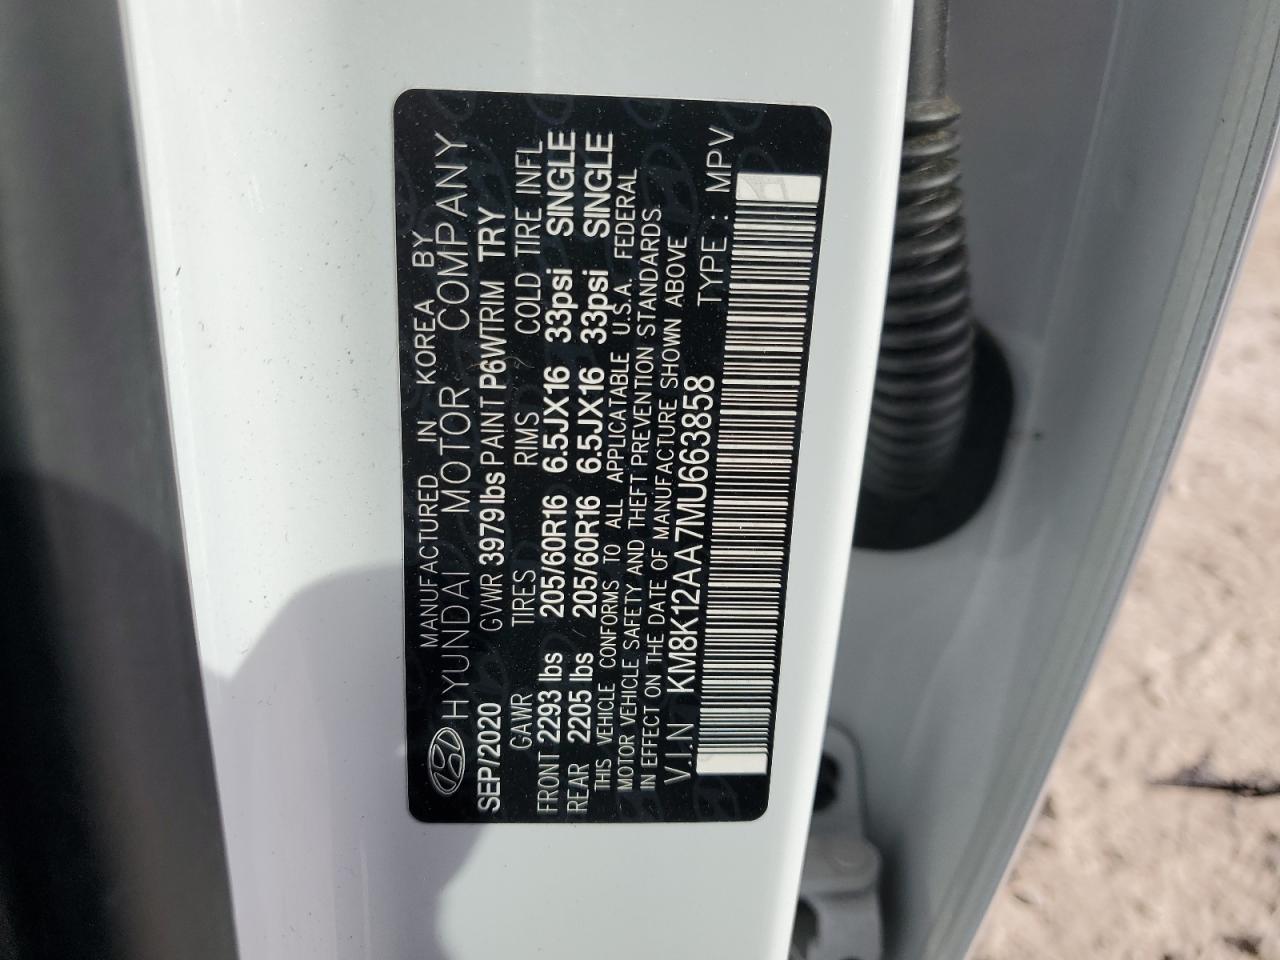 MANUFACTURED IN KOREA BY
HYUNDAI MOTOR COMPANY
SEP/2020 GVWR 3979lbs PAINT P6W TRIM TRY
GAWR TIRES RIMS COLD TIRE INFL
FRONT 2293 lbs 205/60R16 6.5JX16 33psi SINGLE
REAR 2205 lbs 205/60R16 6.5JX16 33psi SINGLE
THIS VEHICLE CONFORMS TO ALL APPLICATABLE U.S.A. FEDERAL
MOTOR VEHICLE SAFETY AND THEFT PREVENTION STANDARDS
IN EFFECT ON THE DATE OF MANUFACTURE SHOWN ABOVE
V.I.N KM8K12AA7MU663858 TYPE : MPV